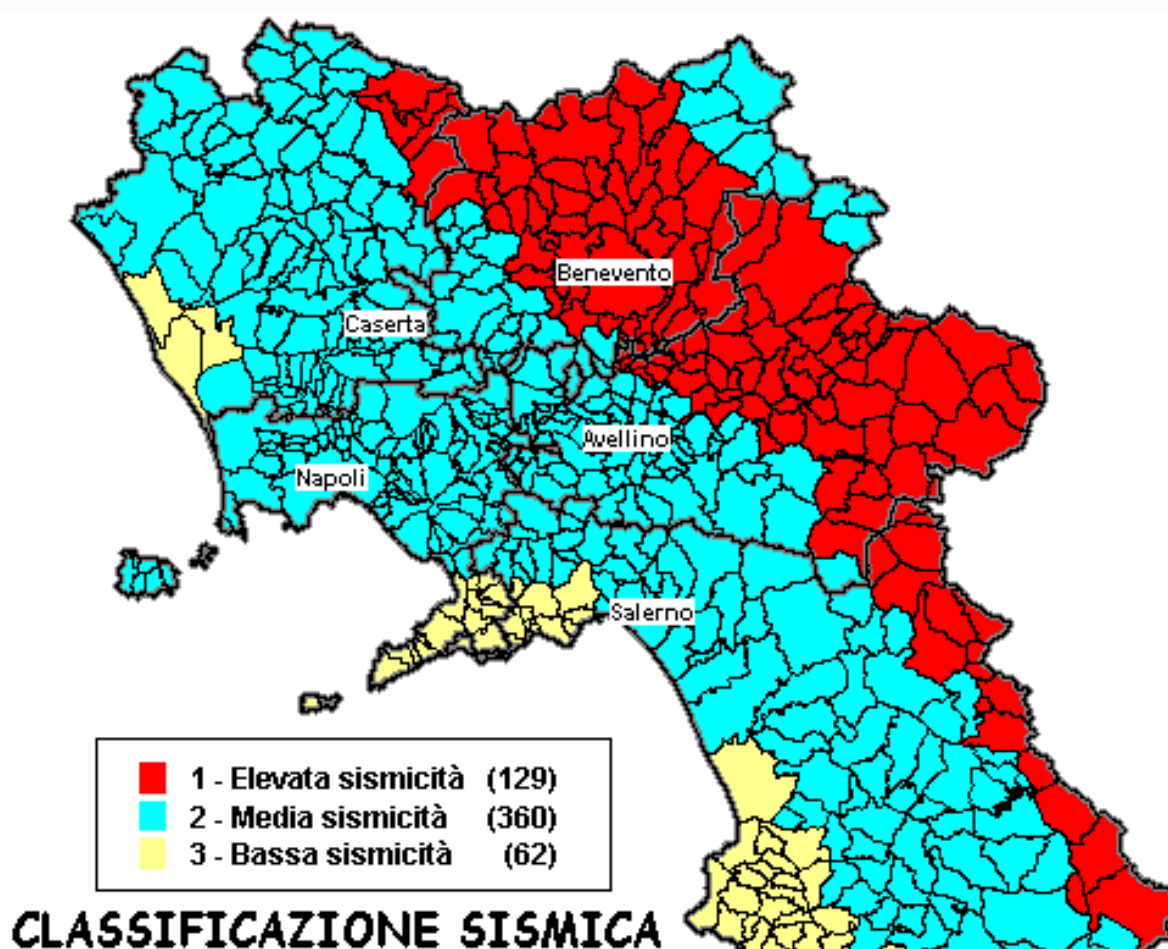 Benevento
Caserta
Avellino
Napoli
Salerno
1 - Elevata sismicità (129)
2 - Media sismicità (360)
3 - Bassa sismicità (62)
CLASSIFICAZIONE SISMICA